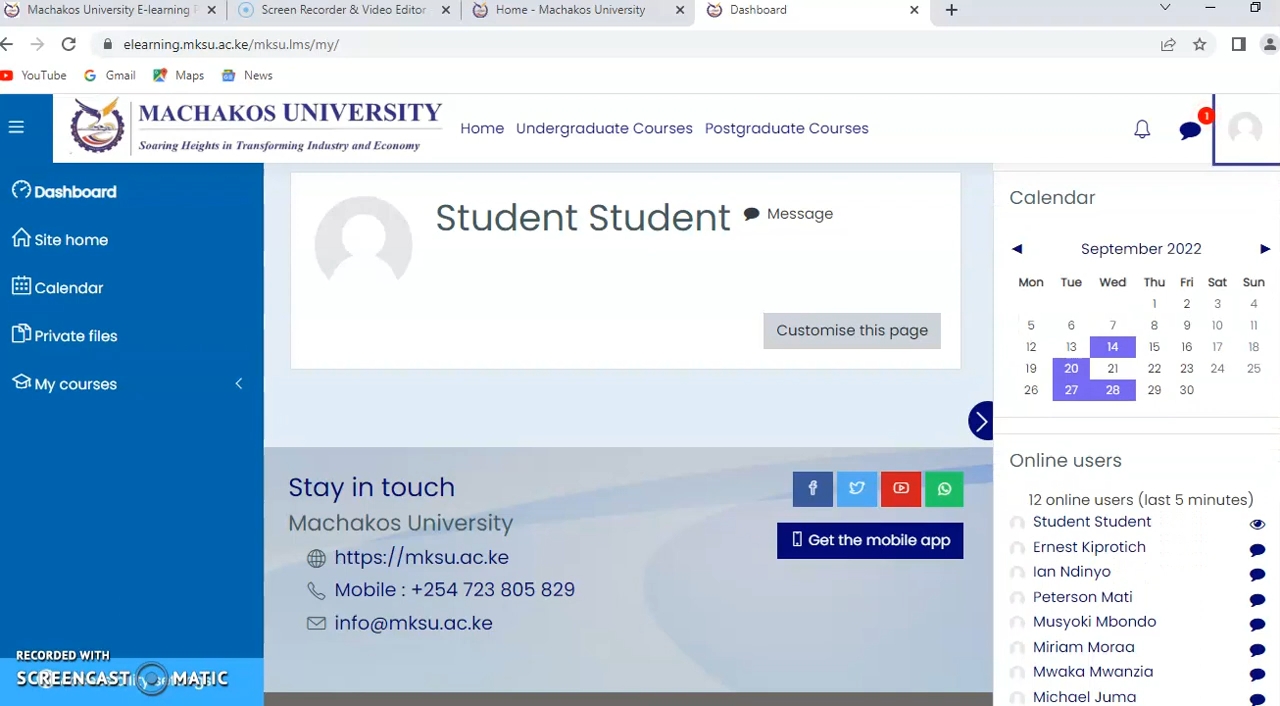 Machakos University E-learning P
Screen Recorder & Video Editor
Home - Machakos University
Dashboard
elearning.mksu.ac.ke/mksu.lms/my/
YouTube
Gmail
Maps
News
MACHAKOS UNIVERSITY
Soaring Heights in Transforming Industry and Economy
Home
Undergraduate Courses
Postgraduate Courses
1
Dashboard
Site home
Calendar
Private files
My courses
Student Student
Message
Customise this page
Stay in touch
Machakos University
https://mksu.ac.ke
Mobile : +254 723 805 829
info@mksu.ac.ke
Get the mobile app
Calendar
◄ September 2022 ►
Mon Tue Wed Thu Fri Sat Sun
1 2 3 4
5 6 7 8 9 10 11
12 13 14 15 16 17 18
19 20 21 22 23 24 25
26 27 28 29 30
Online users
12 online users (last 5 minutes)
Student Student
Ernest Kiprotich
Ian Ndinyo
Peterson Mati
Musyoki Mbondo
Miriam Moraa
Mwaka Mwanzia
Michael Juma
RECORDED WITH
SCREENCAST MATIC